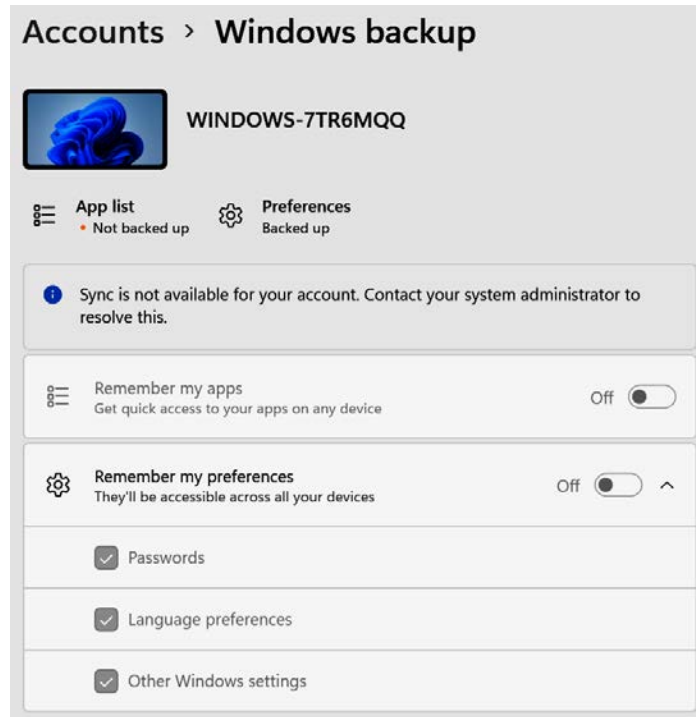 Accounts > Windows backup
WINDOWS-7TR6MQQ
App list
• Not backed up
Preferences
Backed up
Sync is not available for your account. Contact your system administrator to
resolve this.
Remember my apps
Get quick access to your apps on any device
Off
Remember my preferences
They'll be accessible across all your devices
Off
Passwords
Language preferences
Other Windows settings